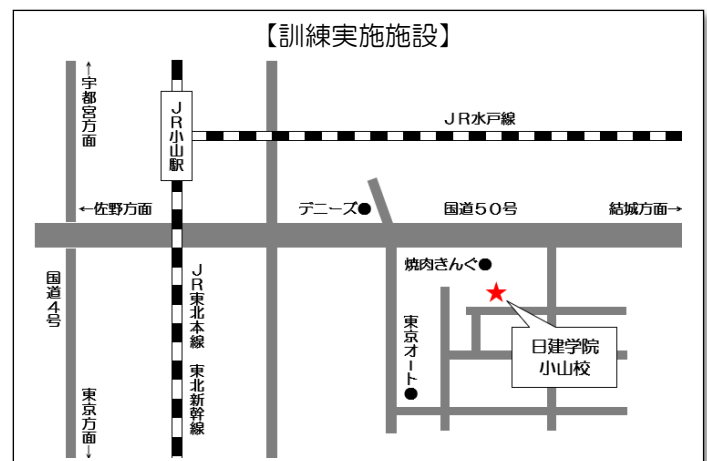 【訓練実施施設】
←宇都宮方面
JR小山駅
JR水戸線
←佐野方面
デニーズ●
国道50号
結城方面→
焼肉きんぐ●
国道4号
JR東北本線 東北新幹線
東京オート●
日建学院
小山校
東京方面→